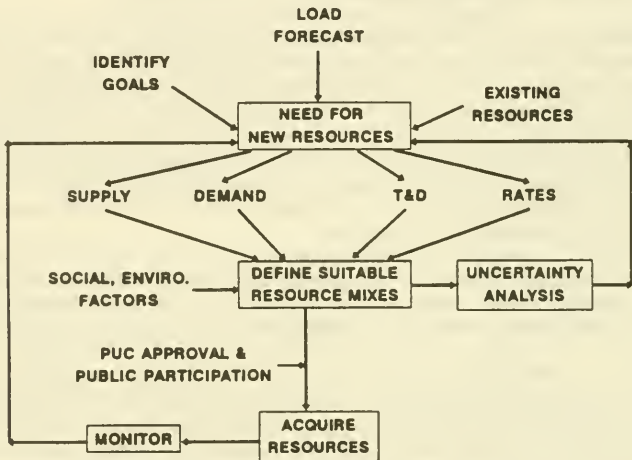 LOAD
FORECAST
IDENTIFY
GOALS
EXISTING
RESOURCES
NEED FOR
NEW RESOURCES
SUPPLY
DEMAND
T&D
RATES
SOCIAL, ENVIRO.
FACTORS
DEFINE SUITABLE
RESOURCE MIXES
UNCERTAINTY
ANALYSIS
PUC APPROVAL &
PUBLIC PARTICIPATION
ACQUIRE
RESOURCES
MONITOR